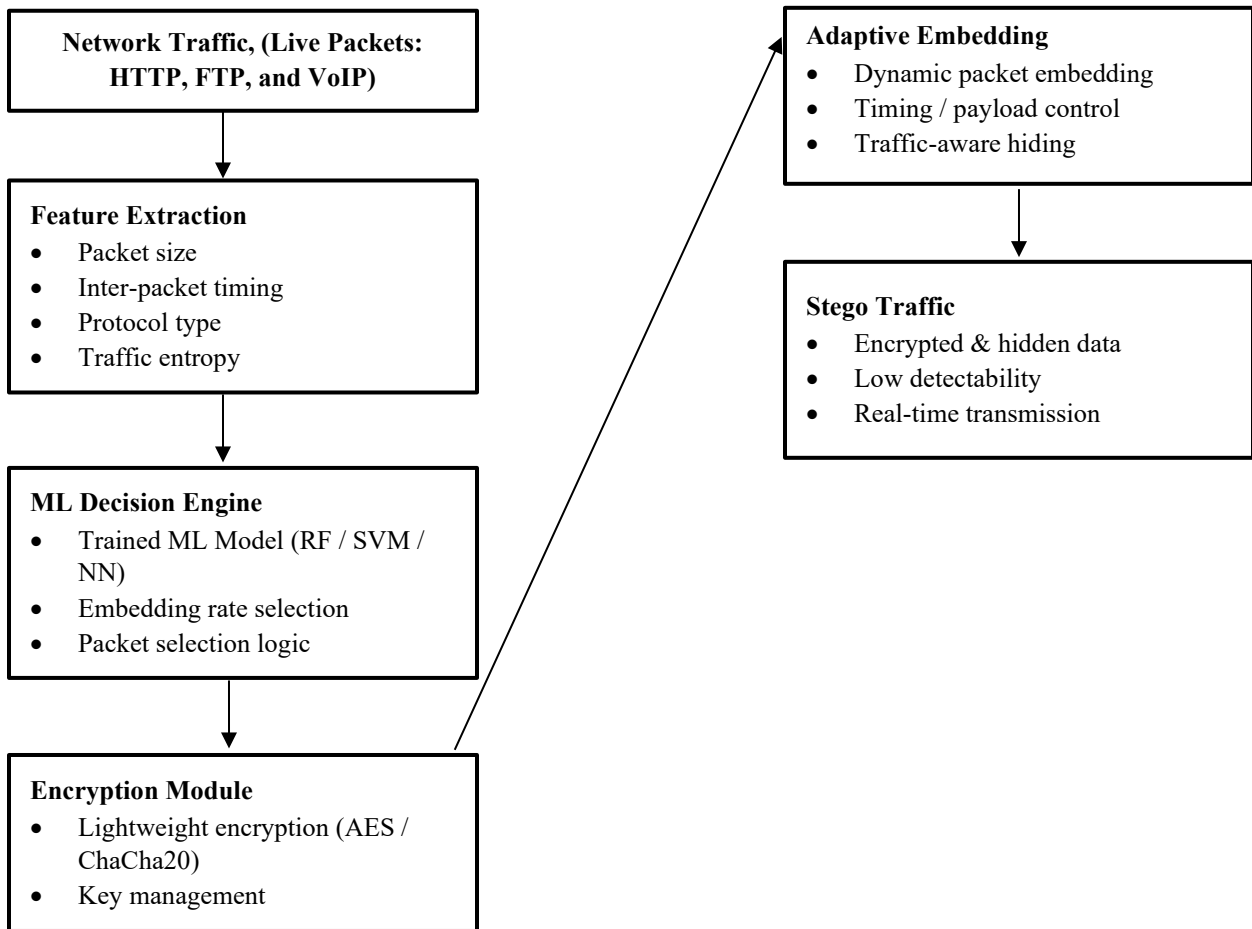 Network Traffic, (Live Packets:
HTTP, FTP, and VoIP)
Feature Extraction
• Packet size
• Inter-packet timing
• Protocol type
• Traffic entropy
ML Decision Engine
• Trained ML Model (RF / SVM /
NN)
• Embedding rate selection
• Packet selection logic
Encryption Module
• Lightweight encryption (AES /
ChaCha20)
• Key management
Adaptive Embedding
• Dynamic packet embedding
• Timing / payload control
• Traffic-aware hiding
Stego Traffic
• Encrypted & hidden data
• Low detectability
• Real-time transmission